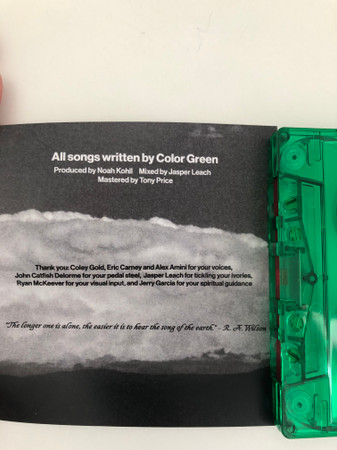 All songs written by Color Green
Produced by Noah Kohll Mixed by Jasper Leach
Mastered by Tony Price
Thank you: Coley Gold, Eric Carney and Alex Amini for your voices,
John Catfish Delorme for your pedal steel, Jasper Leach for tickling your ivories,
Ryan McKeever for your visual input, and Jerry Garcia for your spiritual guidance
"The longer one is alone, the easier it is to hear the song of the earth." - R. A. Wilson